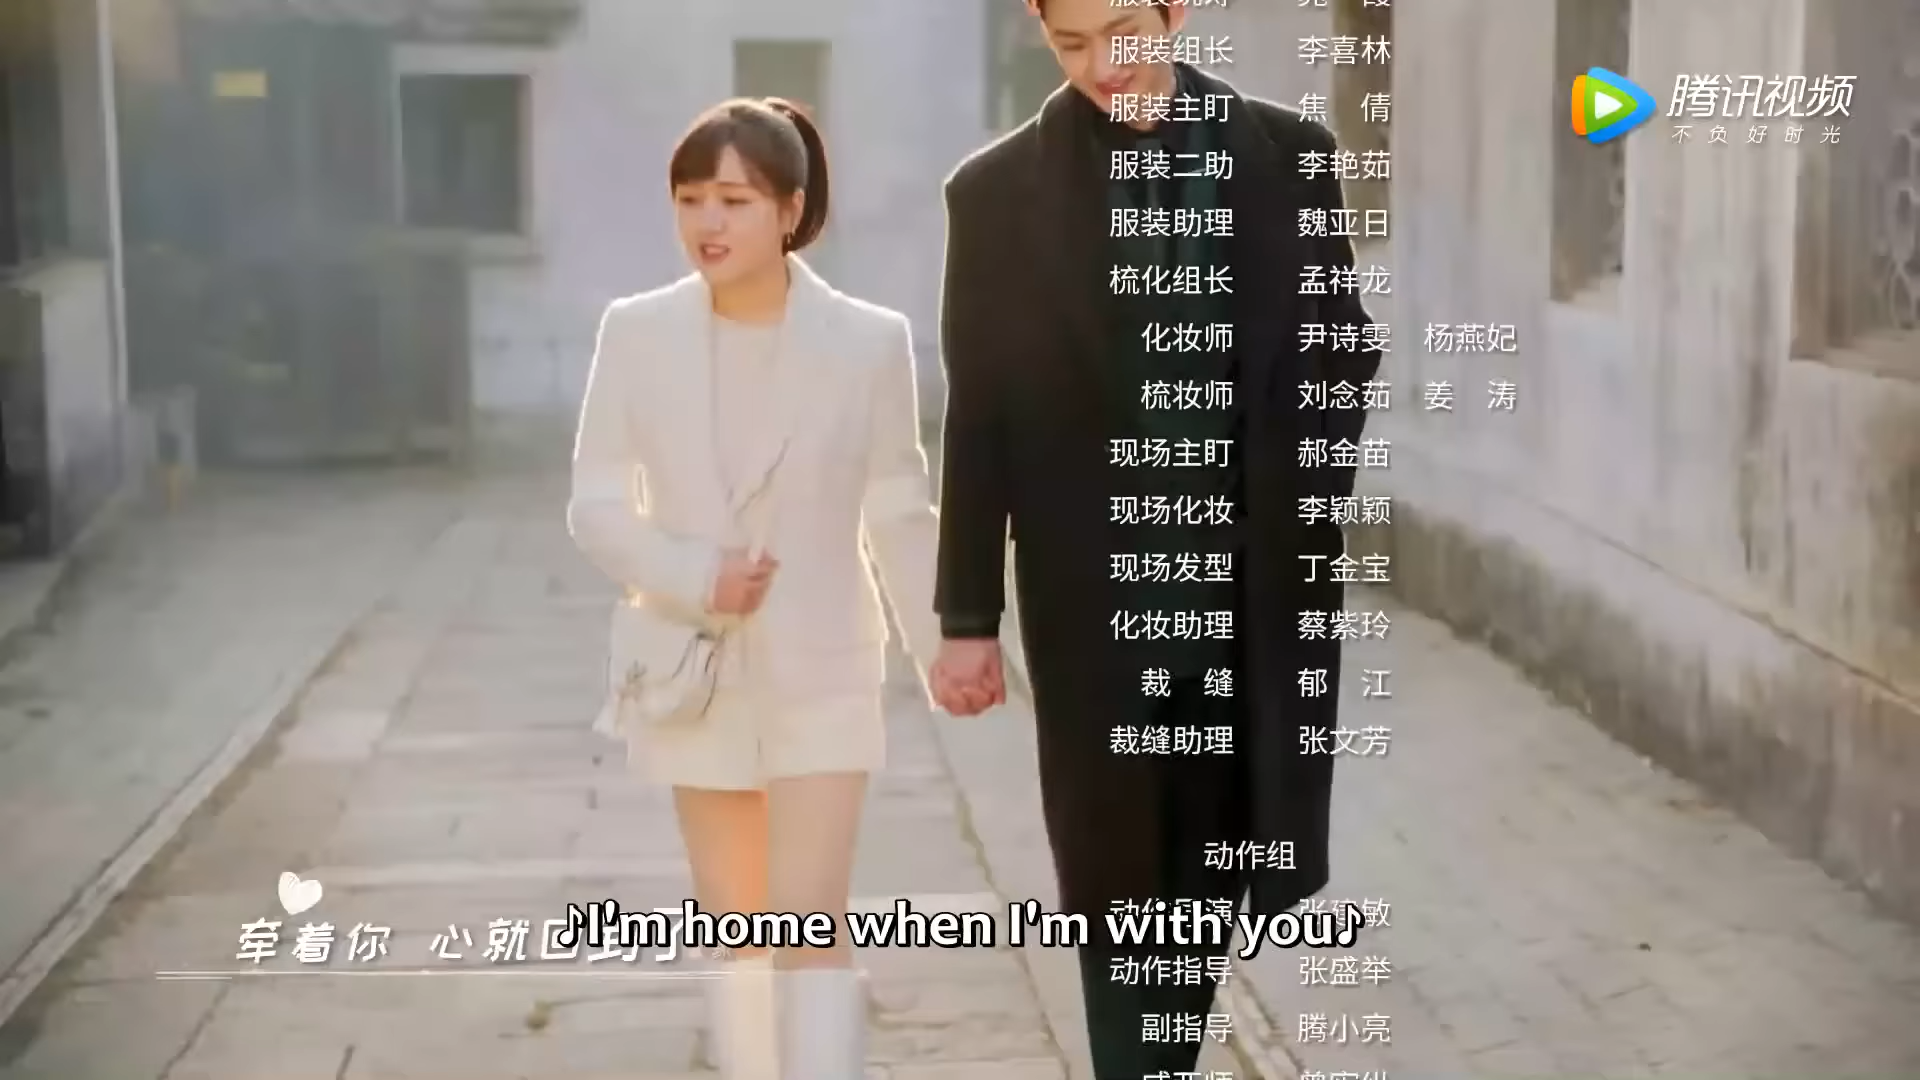 服装组长 李喜林
服装主盯 焦 倩
服装二助 李艳茹
服装助理 魏亚日
梳化组长 孟祥龙
化妆师 尹诗雯 杨燕妃
梳妆师 刘念茹 姜 涛
现场主盯 郝金苗
现场化妆 李颖颖
现场发型 丁金宝
化妆助理 蔡紫玲
裁 缝 郁 江
裁缝助理 张文芳
动作组
张建敏
动作指导 张盛举
副指导 腾小亮
腾讯视频
不负好时光
牵着你 心就回到了
♪I'm home when I'm with you♪